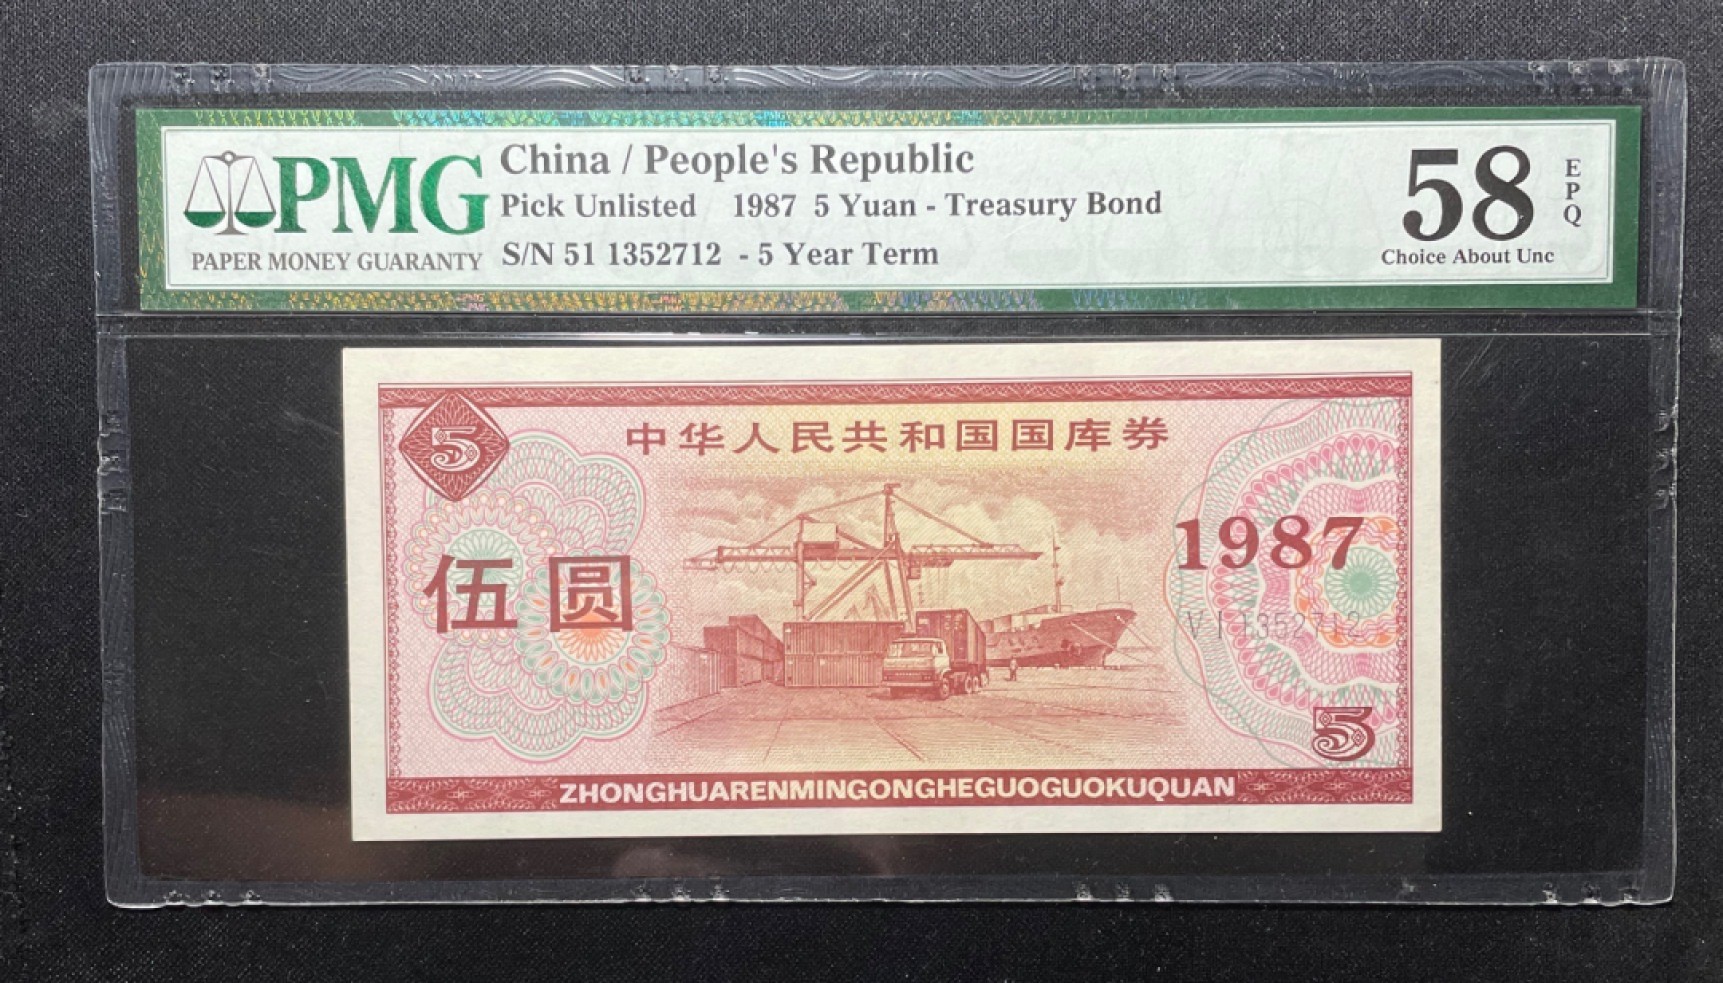 PMG
PAPER MONEY GUARANTY
China / People's Republic
Pick Unlisted 1987 5 Yuan - Treasury Bond
S/N 51 1352712 - 5 Year Term
58
EPQ
Choice About Unc
5
中华人民共和国国库券
伍圆
1987
VI 1352712
5
ZHONGHUARENMINGONGHEGUOGUOKUQUAN